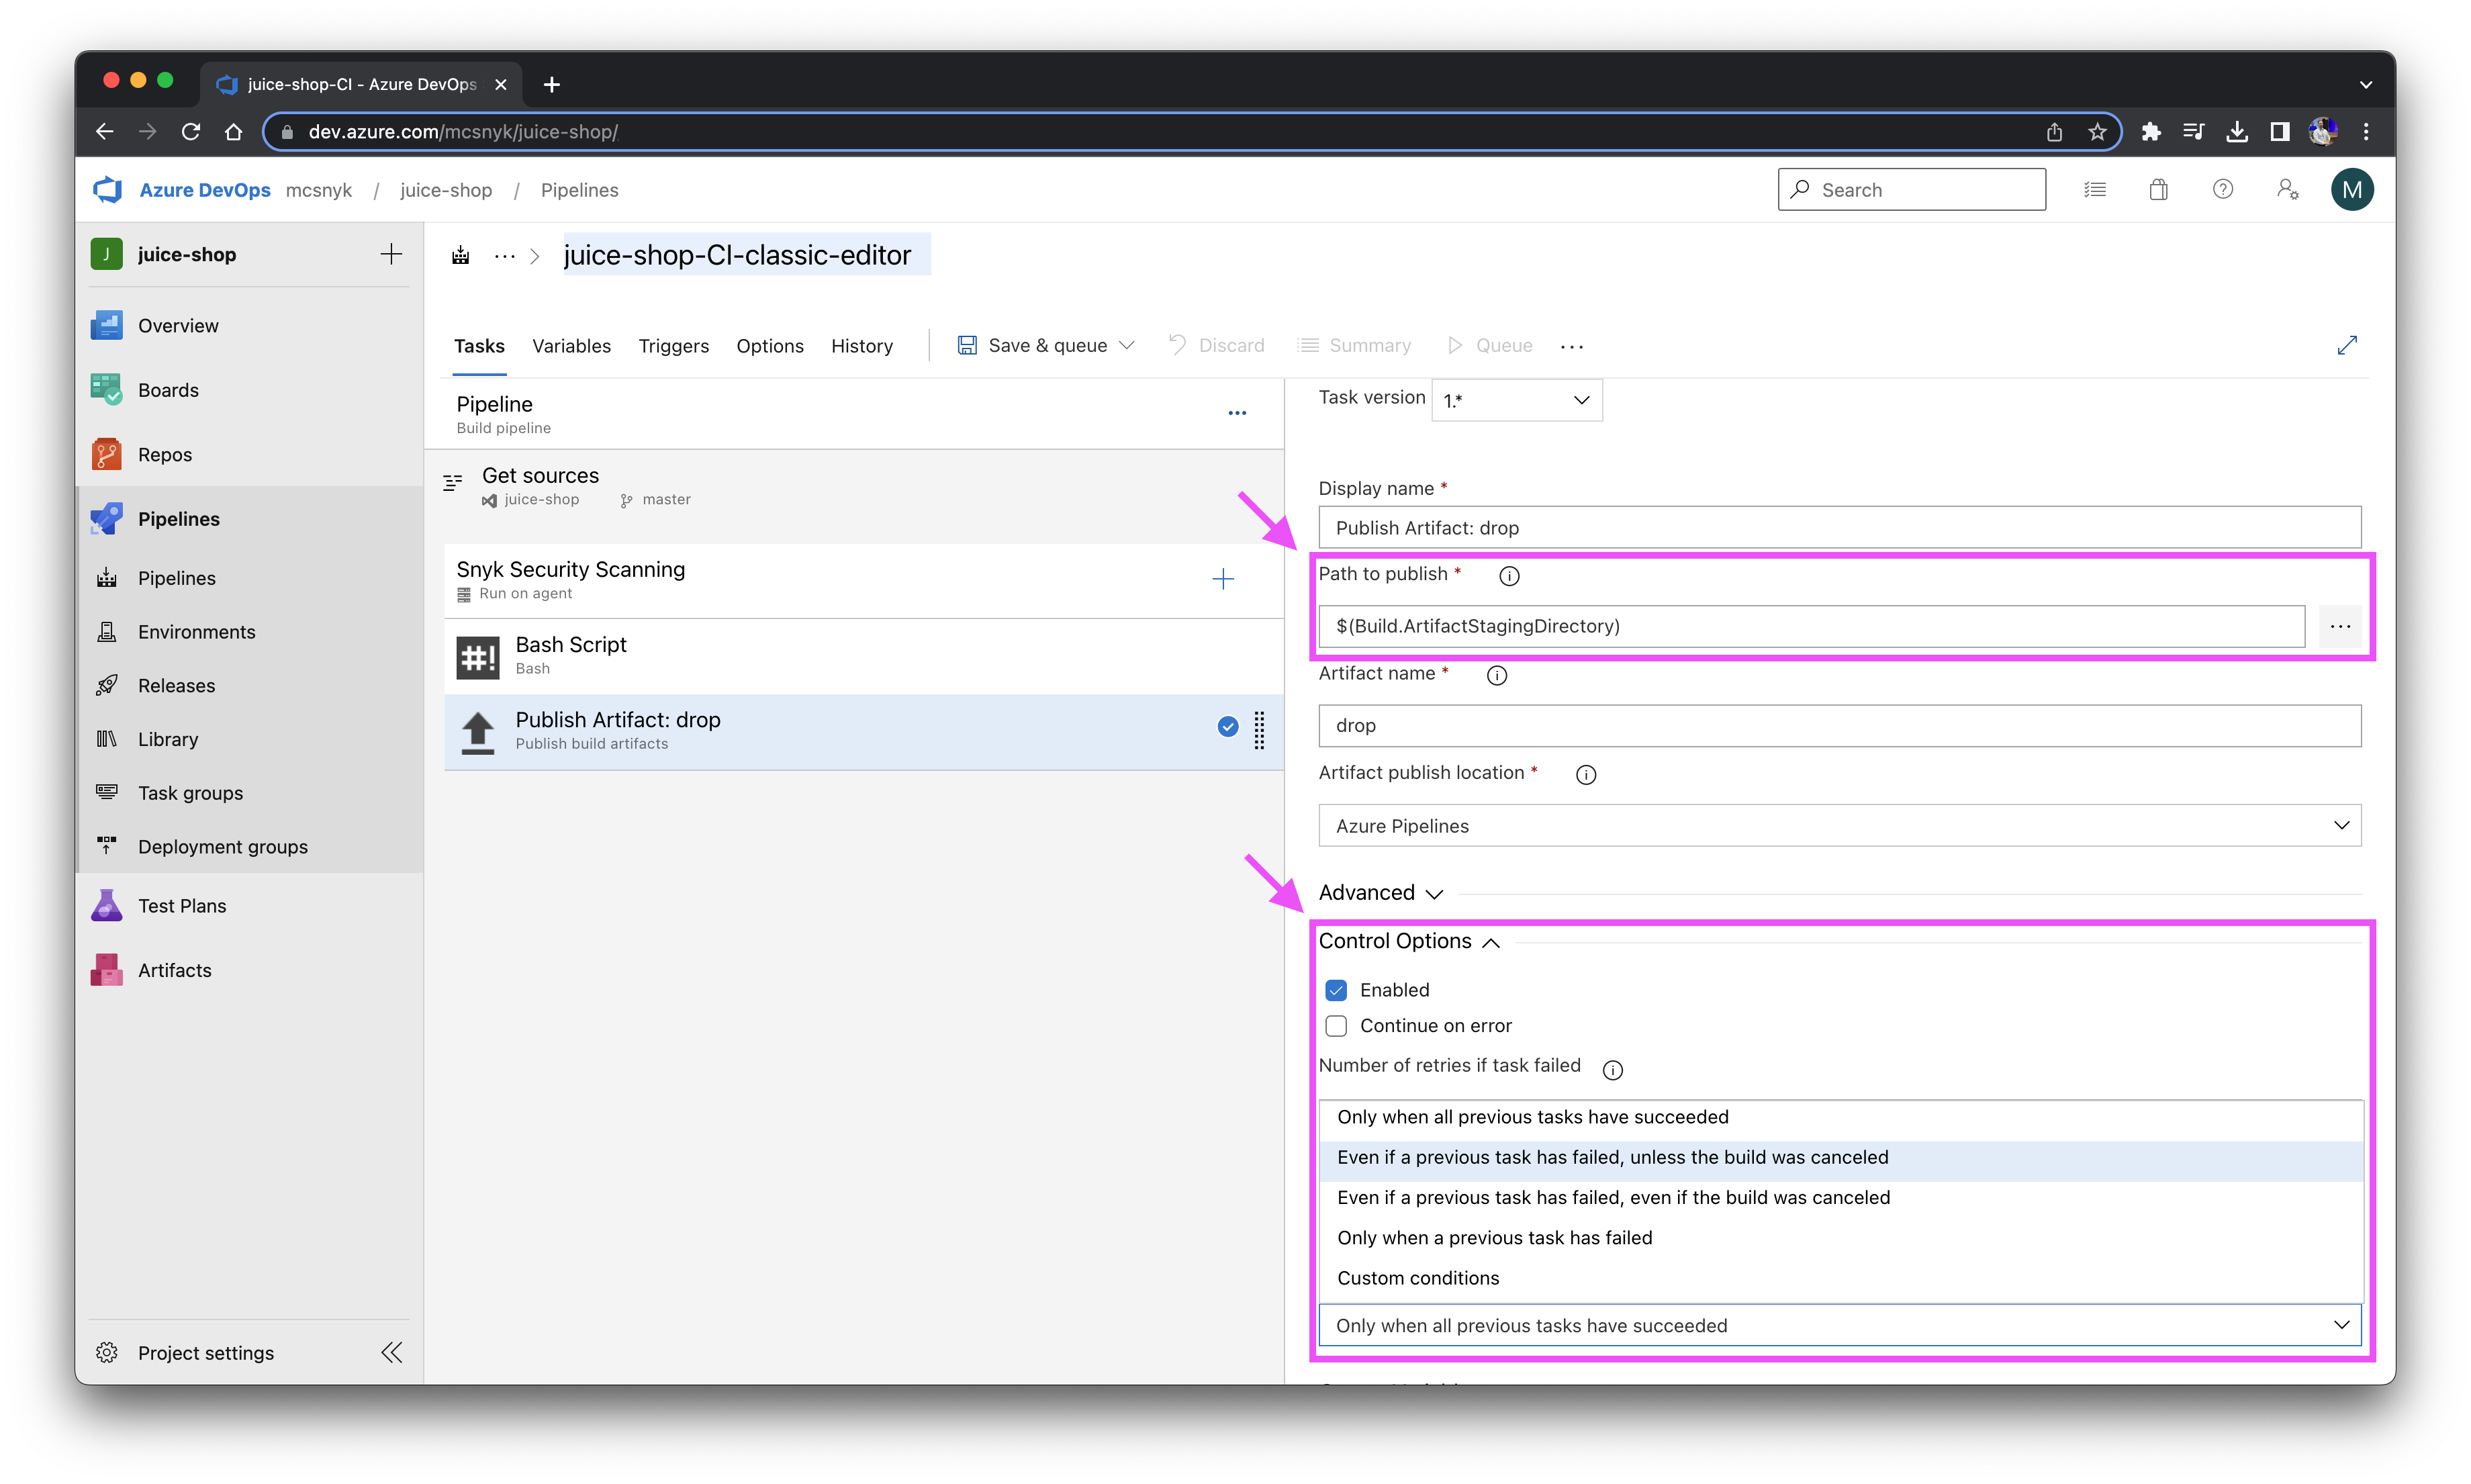 juice-shop-CI - Azure DevOps
dev.azure.com/mcsnyk/juice-shop/
Azure DevOps mcsnyk / juice-shop / Pipelines
Search
M
J juice-shop
Overview
Boards
Repos
Pipelines
Pipelines
Environments
Releases
Library
Task groups
Deployment groups
Test Plans
Artifacts
Project settings
juice-shop-CI-classic-editor
Tasks Variables Triggers Options History Save & queue Discard Summary Queue
Pipeline
Build pipeline
Get sources
juice-shop master
Snyk Security Scanning
Run on agent
#! Bash Script
Bash
Publish Artifact: drop
Publish build artifacts
Task version 1.*
Display name *
Publish Artifact: drop
Path to publish *
$(Build.ArtifactStagingDirectory)
Artifact name *
drop
Artifact publish location *
Azure Pipelines
Advanced
Control Options
Enabled
Continue on error
Number of retries if task failed
Only when all previous tasks have succeeded
Even if a previous task has failed, unless the build was canceled
Even if a previous task has failed, even if the build was canceled
Only when a previous task has failed
Custom conditions
Only when all previous tasks have succeeded